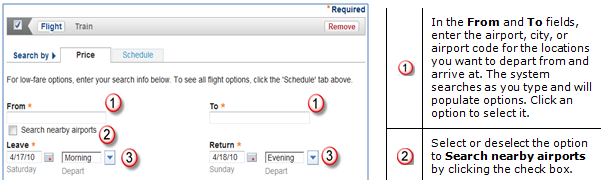 * Required
Flight Train Remove
Search by Price Schedule
For low-fare options, enter your search info below. To see all flight options, click the 'Schedule' tab above.
From * 1 To * 1
Search nearby airports 2
Leave * Return *
4/17/10 Morning 3 4/18/10 Evening 3
Saturday Depart Sunday Depart
1
In the From and To fields,
enter the airport, city, or
airport code for the locations
you want to depart from and
arrive at. The system
searches as you type and will
populate options. Click an
option to select it.
2
Select or deselect the option
to Search nearby airports
by clicking the check box.